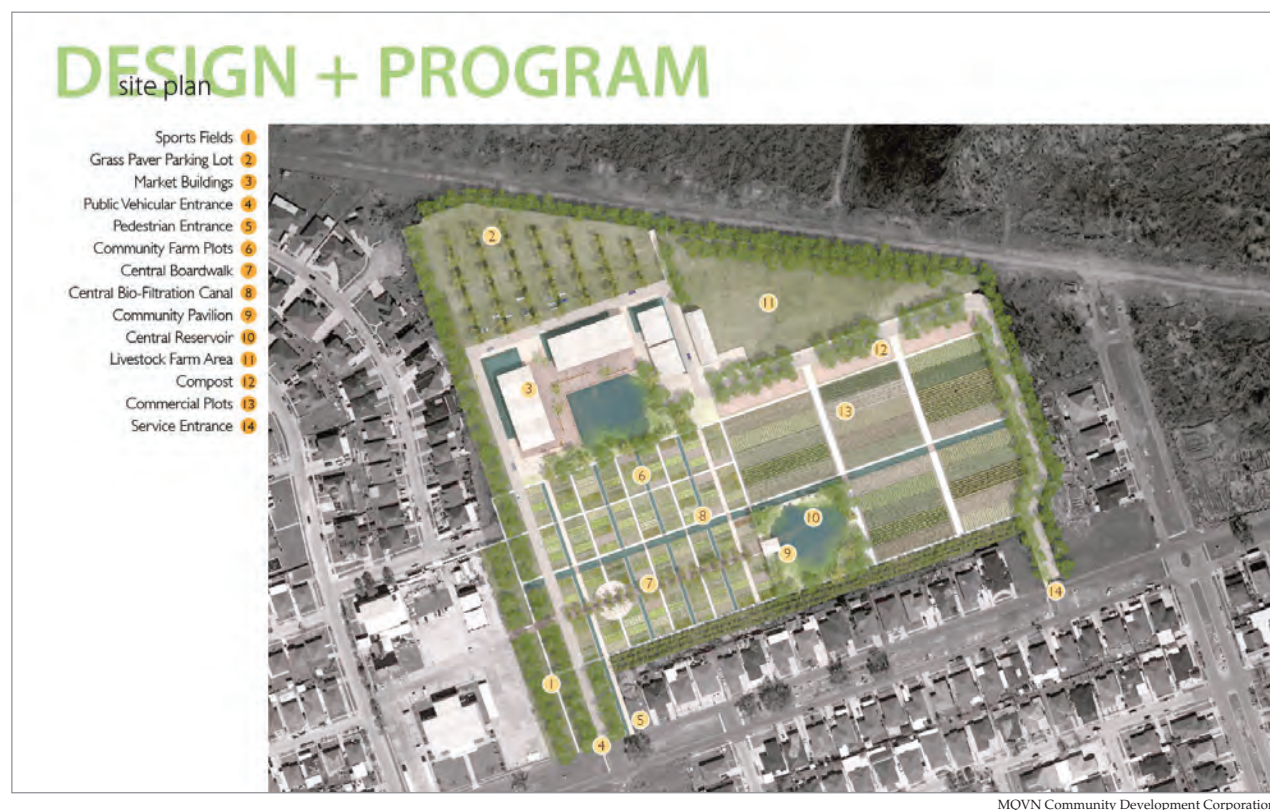 DESIGN + PROGRAM
site plan
Sports Fields 1
Grass Paver Parking Lot 2
Market Buildings 3
Public Vehicular Entrance 4
Pedestrian Entrance 5
Community Farm Plots 6
Central Boardwalk 7
Central Bio-Filtration Canal 8
Community Pavilion 9
Central Reservoir 10
Livestock Farm Area 11
Compost 12
Commercial Plots 13
Service Entrance 14
2
11
12
3
13
6
8
10
9
7
14
1
5
4
MQVN Community Development Corporation